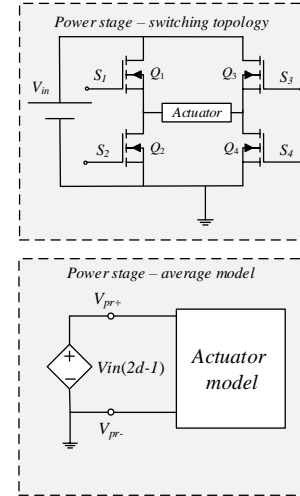 Power stage – switching topology
S1 Q1 Q3 S3
Vin
Actuator
S2 Q2 Q4 S4
Power stage – average model
Vpr+
+
Vin(2d-1)
−
Actuator
model
Vpr-